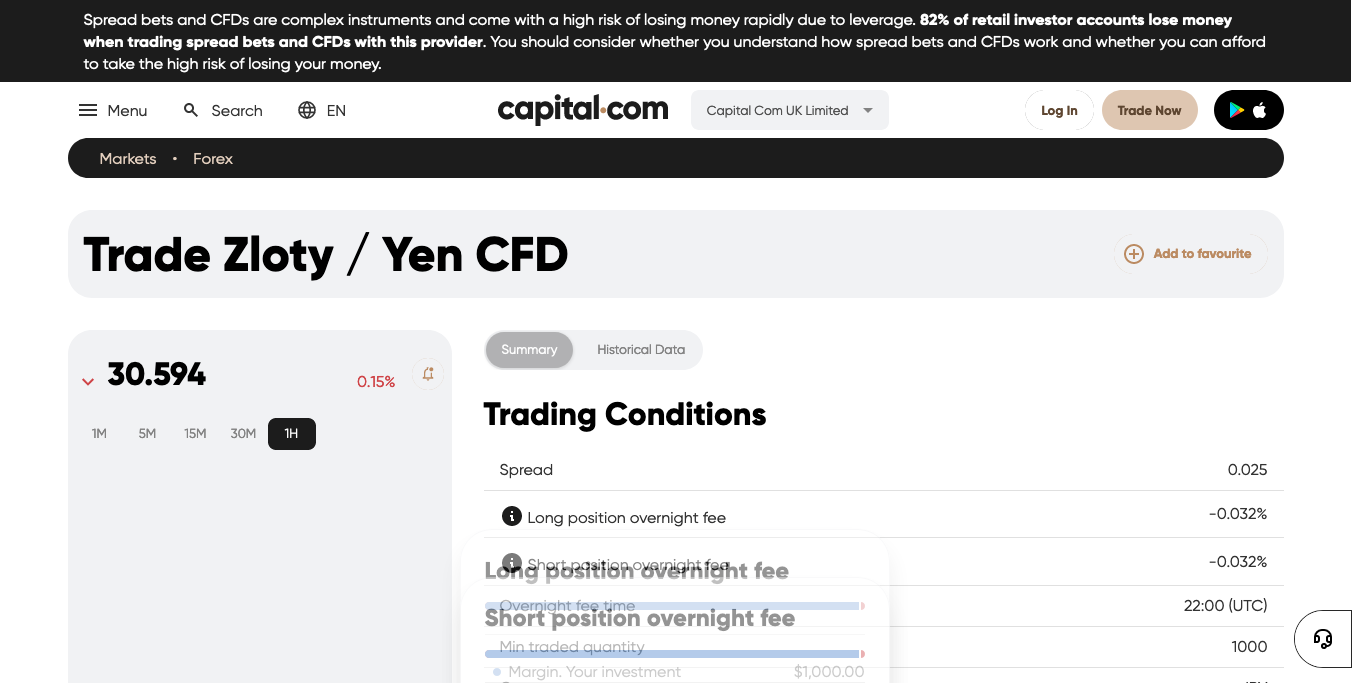 Spread bets and CFDs are complex instruments and come with a high risk of losing money rapidly due to leverage. 82% of retail investor accounts lose money
when trading spread bets and CFDs with this provider. You should consider whether you understand how spread bets and CFDs work and whether you can afford
to take the high risk of losing your money.
Menu
Search
EN
capital.com
Capital Com UK Limited
Log In
Trade Now
Markets • Forex
Trade Zloty / Yen CFD
Add to favourite
30.594
0.15%
1M 5M 15M 30M 1H
Summary
Historical Data
Trading Conditions
Spread 0.025
Long position overnight fee -0.032%
Short position overnight fee -0.032%
Long position overnight fee
Overnight fee time 22:00 (UTC)
Short position overnight fee
Min traded quantity 1000
Margin. Your investment $1,000.00